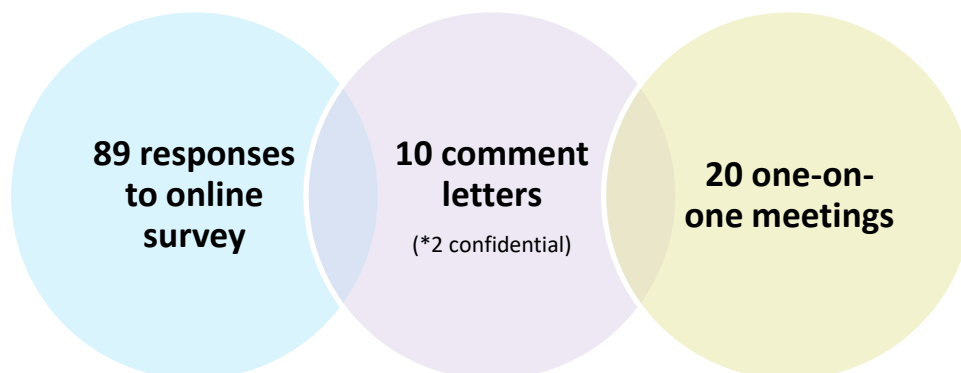 89 responses
to online
survey
10 comment
letters
(*2 confidential)
20 one-on-
one meetings